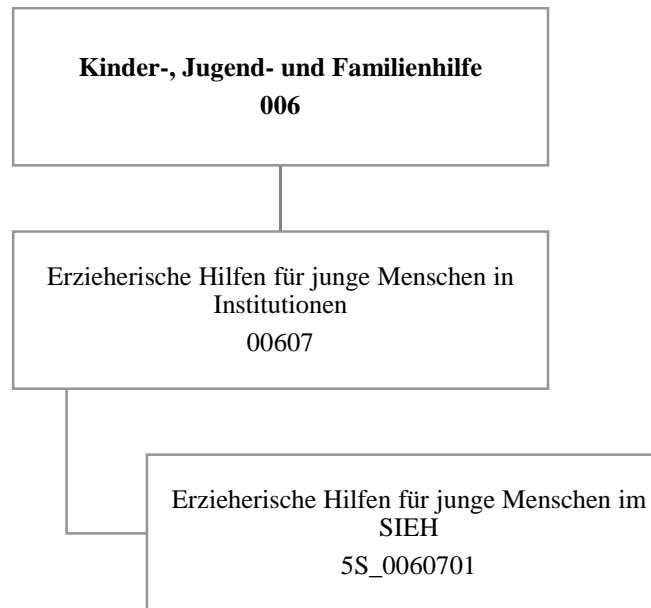 Kinder-, Jugend- und Familienhilfe
006
Erzieherische Hilfen für junge Menschen in
Institutionen
00607
Erzieherische Hilfen für junge Menschen im
SIEH
5S_0060701